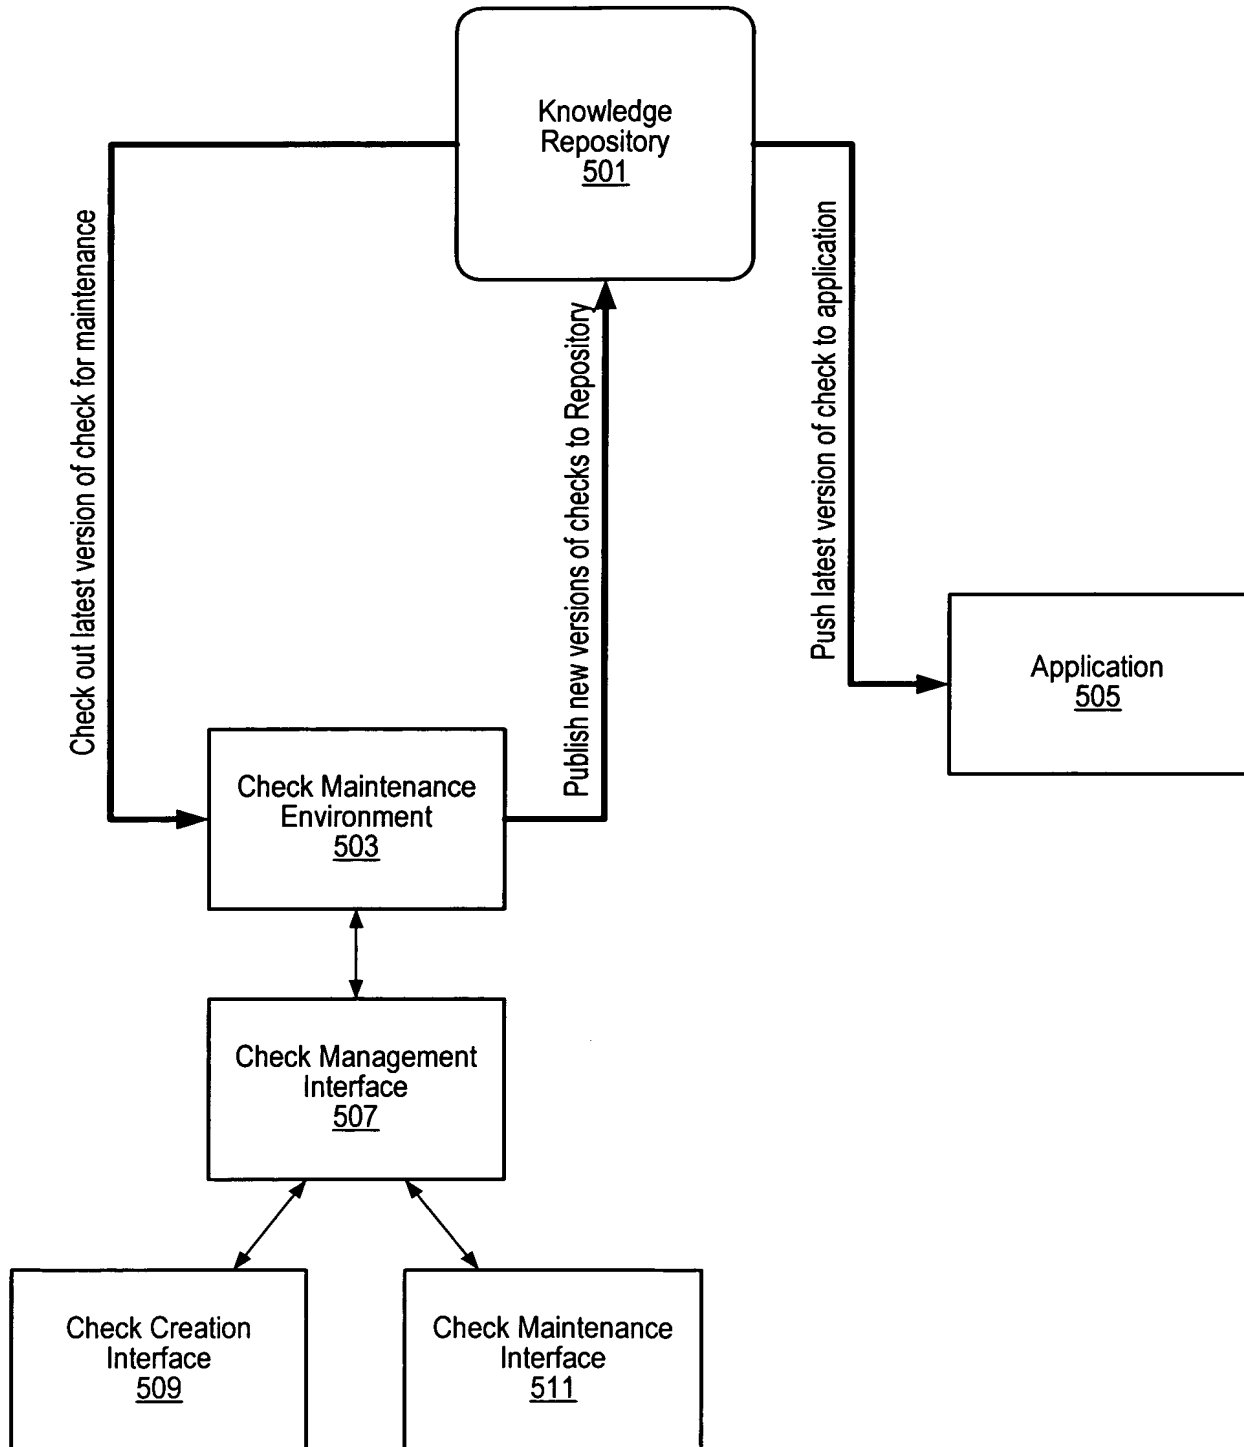 Knowledge
Repository
501
Check out latest version of check for maintenance
Publish new versions of checks to Repository
Push latest version of check to application
Application
505
Check Maintenance
Environment
503
Check Management
Interface
507
Check Creation
Interface
509
Check Maintenance
Interface
511